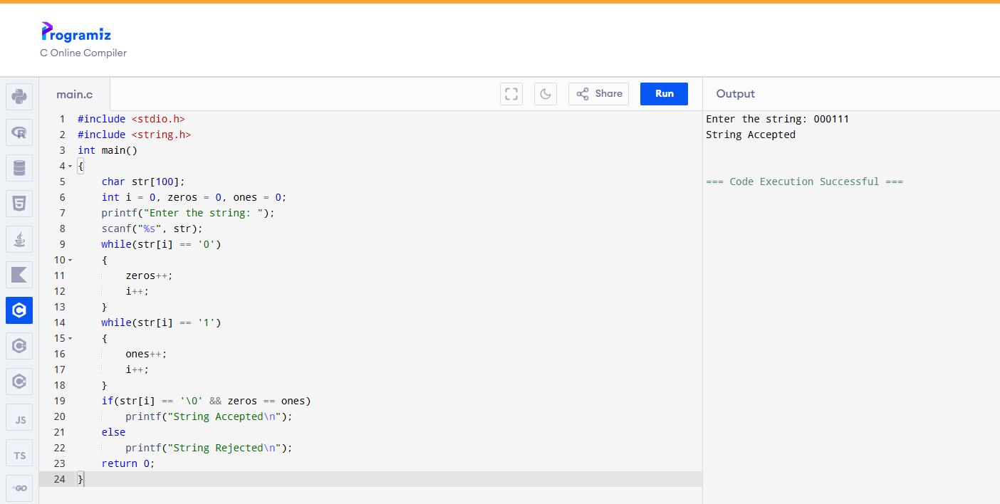 Programiz
C Online Compiler
main.c
Share
Run
Output
1 #include <stdio.h>
2 #include <string.h>
3 int main()
4 {
5     char str[100];
6     int i = 0, zeros = 0, ones = 0;
7     printf("Enter the string: ");
8     scanf("%s", str);
9     while(str[i] == '0')
10     {
11         zeros++;
12         i++;
13     }
14     while(str[i] == '1')
15     {
16         ones++;
17         i++;
18     }
19     if(str[i] == '\0' && zeros == ones)
20         printf("String Accepted\n");
21     else
22         printf("String Rejected\n");
23     return 0;
24 }
Enter the string: 000111
String Accepted
=== Code Execution Successful ===
R
5
C
C
C
JS
TS
GO